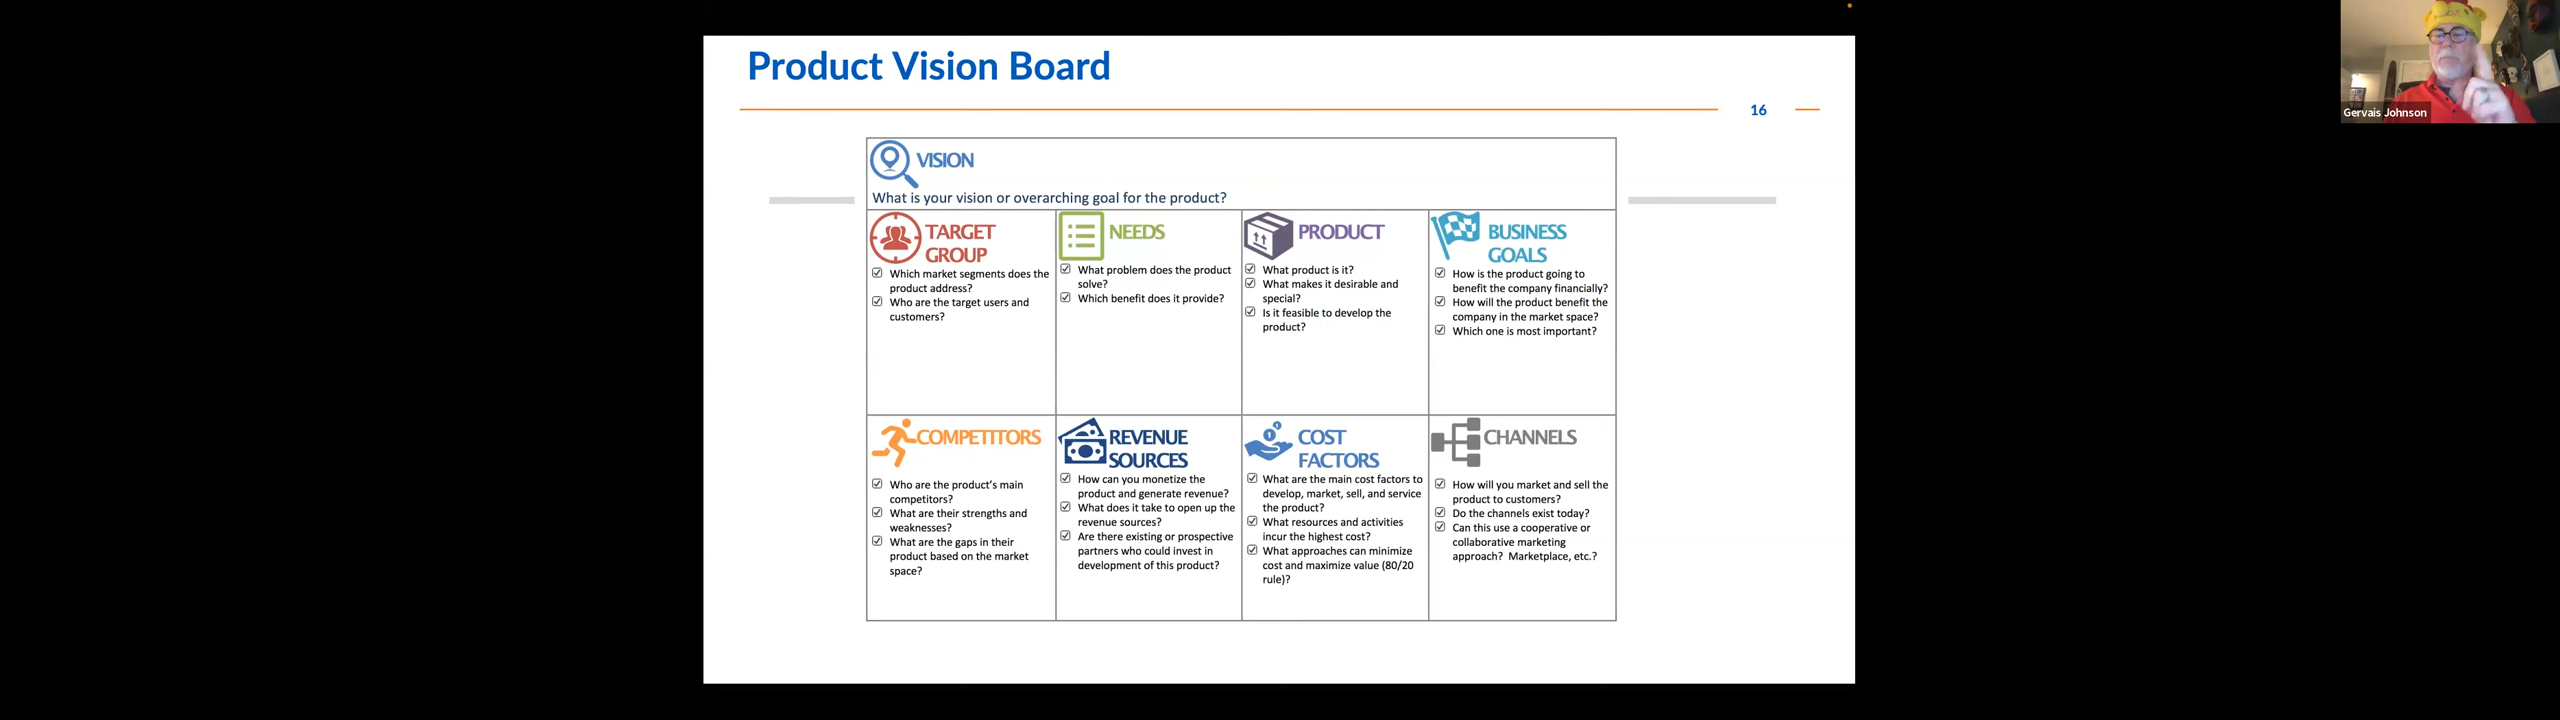 Product Vision Board
16
Gervais Johnson
VISION
What is your vision or overarching goal for the product?
TARGET
GROUP
Which market segments does the
product address?
Who are the target users and
customers?
NEEDS
What problem does the product
solve?
Which benefit does it provide?
PRODUCT
What product is it?
What makes it desirable and
special?
Is it feasible to develop the
product?
BUSINESS
GOALS
How is the product going to
benefit the company financially?
How will the product benefit the
company in the market space?
Which one is most important?
COMPETITORS
Who are the product's main
competitors?
What are their strengths and
weaknesses?
What are the gaps in their
product based on the market
space?
REVENUE
SOURCES
How can you monetize the
product and generate revenue?
What does it take to open up the
revenue sources?
Are there existing or prospective
partners who could invest in
development of this product?
COST
FACTORS
What are the main cost factors to
develop, market, sell, and service
the product?
What resources and activities
incur the highest cost?
What approaches can minimize
cost and maximize value (80/20
rule)?
CHANNELS
How will you market and sell the
product to customers?
Do the channels exist today?
Can this use a cooperative or
collaborative marketing
approach?  Marketplace, etc.?